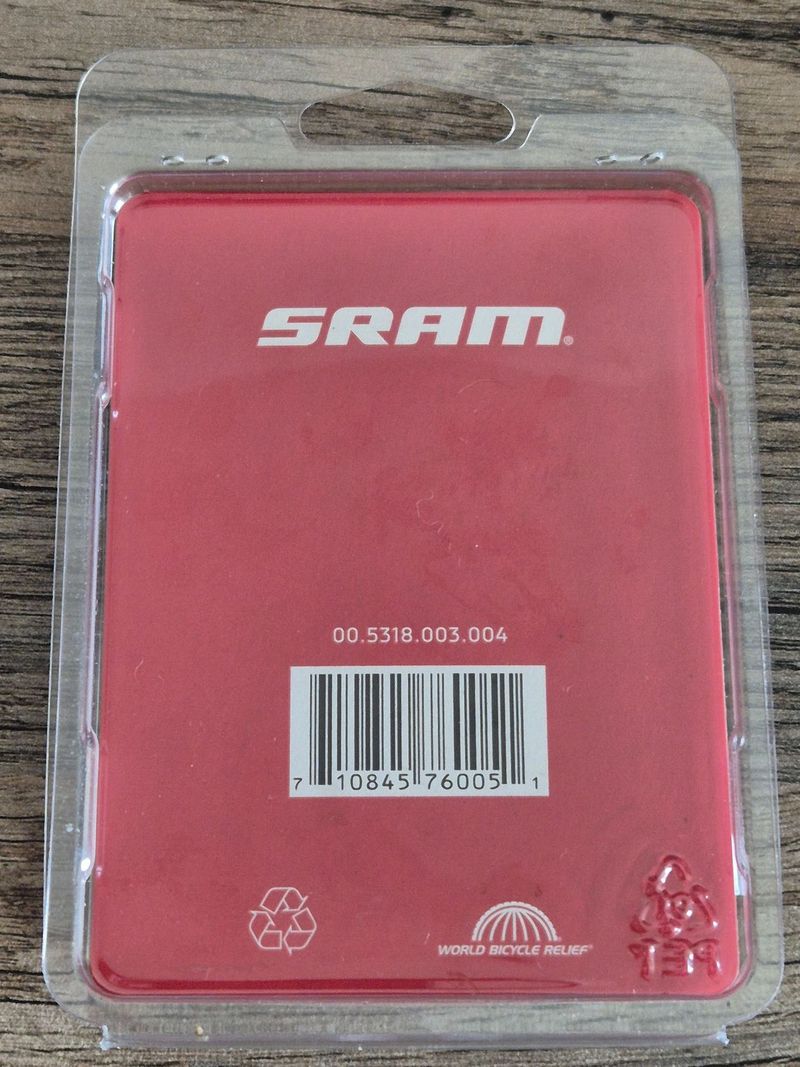 SRAM®
00.5318.003.004
7 10845 76005 1
WORLD BICYCLE RELIEF®
PET